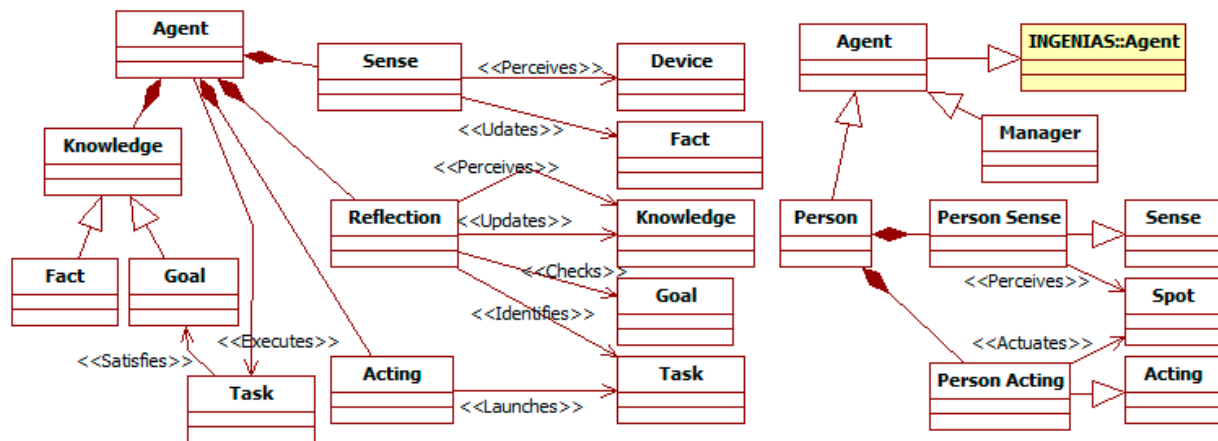 Agent
Agent
INGENIAS::Agent
Sense
<<Perceives>>
Device
Knowledge
<<Udates>>
Fact
Manager
<<Perceives>>
Reflection
<<Updates>>
Knowledge
Person
Person Sense
Sense
Fact
Goal
<<Checks>>
Goal
<<Perceives>>
Spot
<<Identifies>>
<<Satisfies>>
<<Executes>>
<<Actuates>>
Task
Acting
<<Launches>>
Task
Person Acting
Acting